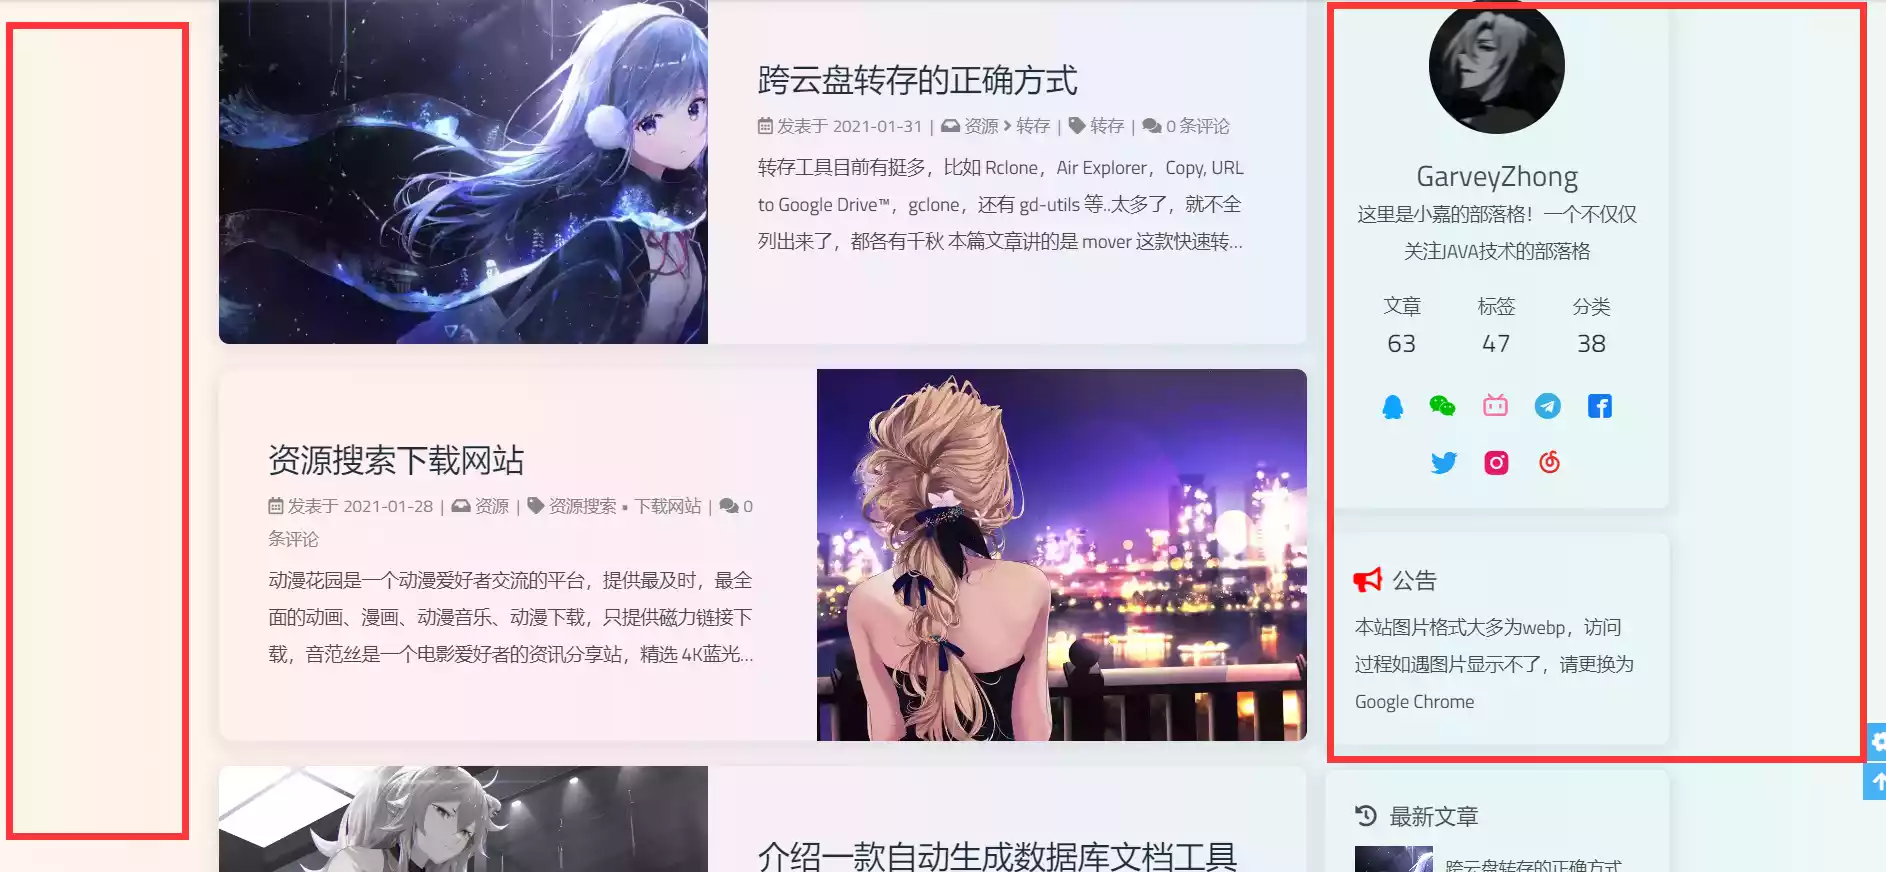 跨云盘转存的正确方式
发表于 2021-01-31 | 资源 > 转存 | 转存 | 0 条评论
转存工具目前有挺多，比如 Rclone，Air Explorer，Copy, URL
to Google Drive™，gclone，还有 gd-utils 等..太多了，就不全
列出来了，都各有千秋 本篇文章讲的是 mover 这款快速转...
资源搜索下载网站
发表于 2021-01-28 | 资源 | 资源搜索 • 下载网站 | 0
条评论
动漫花园是一个动漫爱好者交流的平台，提供最及时，最全
面的动画、漫画、动漫音乐、动漫下载，只提供磁力链接下
载，音范丝是一个电影爱好者的资讯分享站，精选 4K蓝光...
介绍一款自动生成数据库文档工具
GarveyZhong
这里是小嘉的部落格！一个不仅仅
关注JAVA技术的部落格
文章 标签 分类
63 47 38
公告
本站图片格式大多为webp，访问
过程如遇图片显示不了，请更换为
Google Chrome
最新文章
跨云盘转存的正确方式